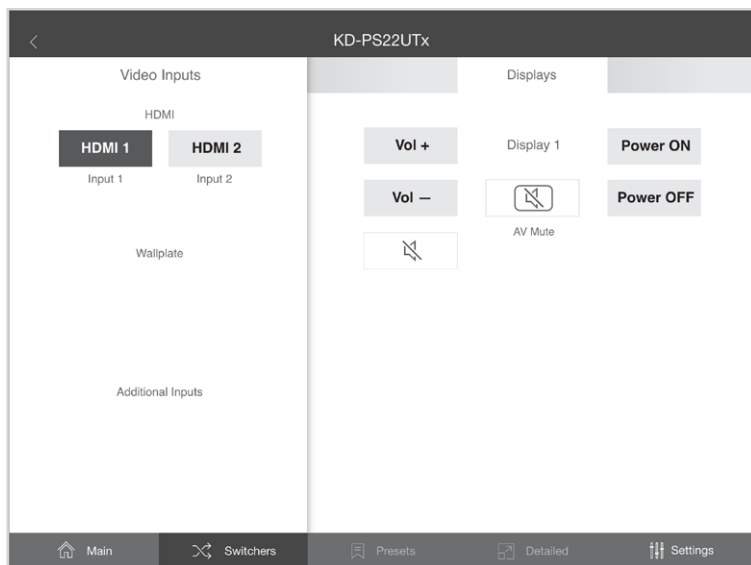 KD-PS22UTx
Video Inputs
Displays
HDMI
HDMI 1 HDMI 2
Input 1 Input 2
Wallplate
Additional Inputs
Vol + Display 1 Power ON
Vol — Power OFF
AV Mute
Main Switchers Presets Detailed Settings